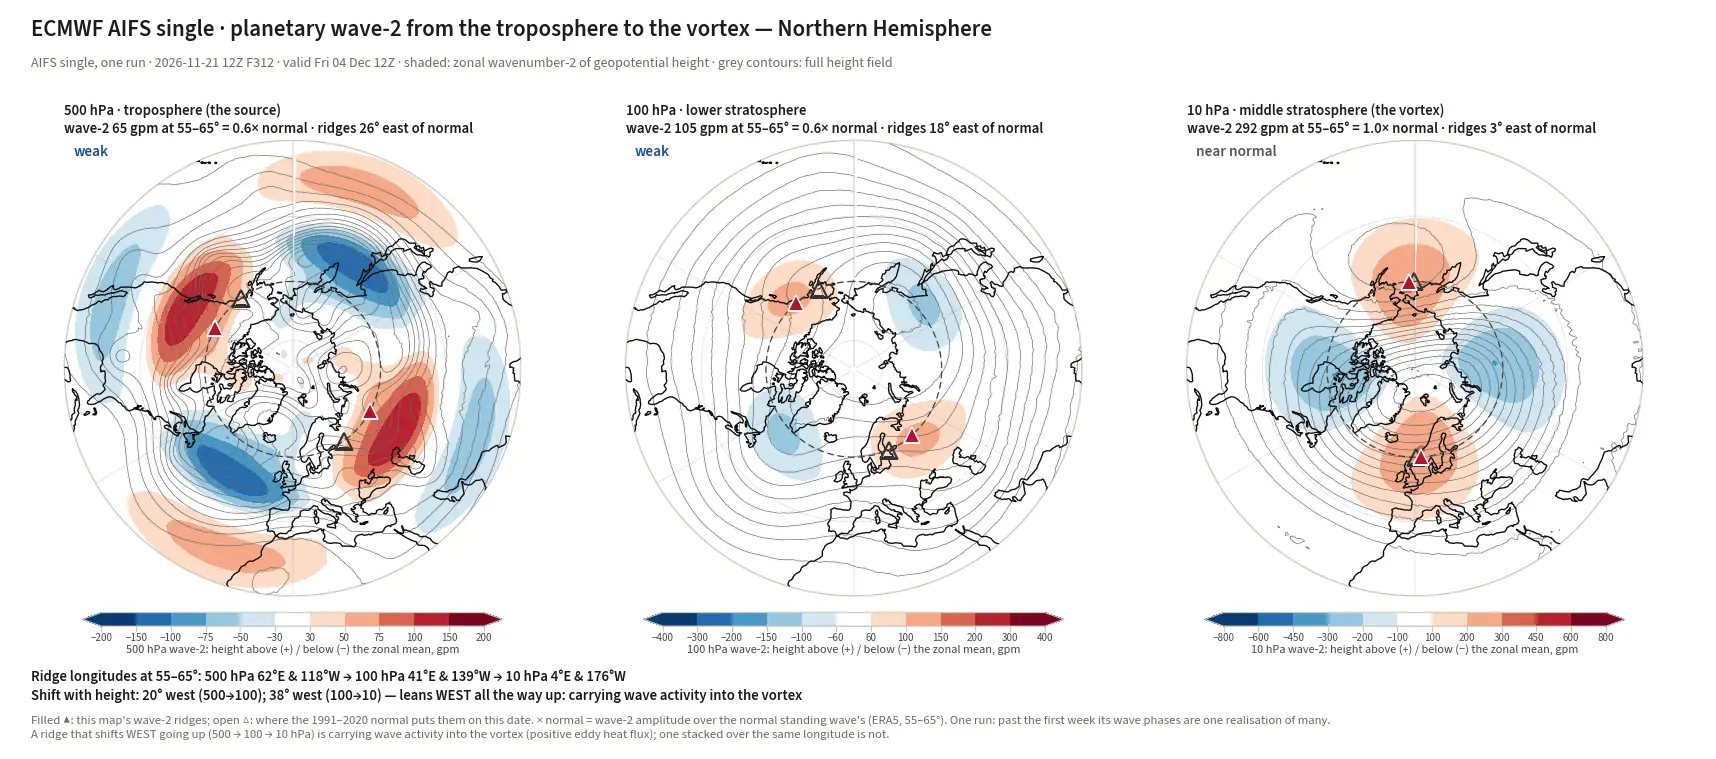 ECMWF AIFS single · planetary wave-2 from the troposphere to the vortex — Northern Hemisphere
AIFS single, one run · 2026-11-21 12Z F312 · valid Fri 04 Dec 12Z · shaded: zonal wavenumber-2 of geopotential height · grey contours: full height field
500 hPa · troposphere (the source)
wave-2 65 gpm at 55–65° = 0.6× normal · ridges 26° east of normal
weak
100 hPa · lower stratosphere
wave-2 105 gpm at 55–65° = 0.6× normal · ridges 18° east of normal
weak
10 hPa · middle stratosphere (the vortex)
wave-2 292 gpm at 55–65° = 1.0× normal · ridges 3° east of normal
near normal
−200 −150 −100 −75 −50 −30 30 50 75 100 150 200
500 hPa wave-2: height above (+) / below (−) the zonal mean, gpm
−400 −300 −200 −150 −100 −60 60 100 150 200 300 400
100 hPa wave-2: height above (+) / below (−) the zonal mean, gpm
−800 −600 −450 −300 −200 −100 100 200 300 450 600 800
10 hPa wave-2: height above (+) / below (−) the zonal mean, gpm
Ridge longitudes at 55–65°: 500 hPa 62°E & 118°W → 100 hPa 41°E & 139°W → 10 hPa 4°E & 176°W
Shift with height: 20° west (500→100); 38° west (100→10) — leans WEST all the way up: carrying wave activity into the vortex
Filled ▲: this map's wave-2 ridges; open △: where the 1991–2020 normal puts them on this date. × normal = wave-2 amplitude over the normal standing wave's (ERA5, 55–65°). One run: past the first week its wave phases are one realisation of many.
A ridge that shifts WEST going up (500 → 100 → 10 hPa) is carrying wave activity into the vortex (positive eddy heat flux); one stacked over the same longitude is not.